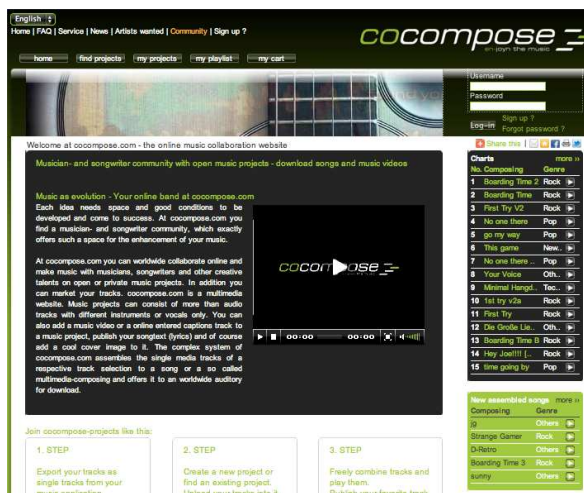 English
Home | FAQ | Service | News | Artists wanted | Community | Sign up ?
cocompose
en-joyn the music
home
find projects
my projects
my playlist
my cart
Username
Password
Log-in
Sign up ?
Forgot password ?
Share this
Welcome at cocompose.com - the online music collaboration website
Musician- and songwriter community with open music projects - download songs and music videos
Music as evolution - Your online band at cocompose.com
Each idea needs space and good conditions to be
developed and come to success. At cocompose.com you
find a musician- and songwriter community, which exactly
offers such a space for the enhancement of your music.
At cocompose.com you can worldwide collaborate online and
make music with musicians, songwriters and other creative
talents on open or private music projects. In addition you
can market your tracks. cocompose.com is a multimedia
website. Music projects can consist of more than audio
tracks with different instruments or vocals only. You can
also add a music video or a online entered captions track to
a music project, publish your songtext (lyrics) and of course
add a cool cover image to it. The complex system of
cocompose.com assembles the single media tracks of a
respective track selection to a song or a so called
multimedia-composing and offers it to an worldwide auditory
for download.
cocompose
00:00
00:00
Charts more »
No. Composing Genre
1 Boarding Time 2 Rock
2 Boarding Time Rock
3 First Try V2 Rock
4 No one there Pop
5 go my way Pop
6 This game New..
7 No one there .. Pop
8 Your Voice Oth..
9 Minimal Hangd.. Tec..
10 1st try v2a Rock
11 First Try Rock
12 Die Große Lie.. Oth..
13 Boarding Time B Rock
14 Hey Joe!!!! [.. Rock
15 time going by Pop
New assembled songs more »
Composing Genre
jg Others
Strange Gamer Rock
D-Retro Others
Boarding Time 3 Rock
sunny Others
Join cocompose-projects like this:
1. STEP
Export your tracks as
single tracks from your
music application
2. STEP
Create a new project or
find an existing project.
Upload your tracks into it
3. STEP
Freely combine tracks and
play them.
Publish your favorite track